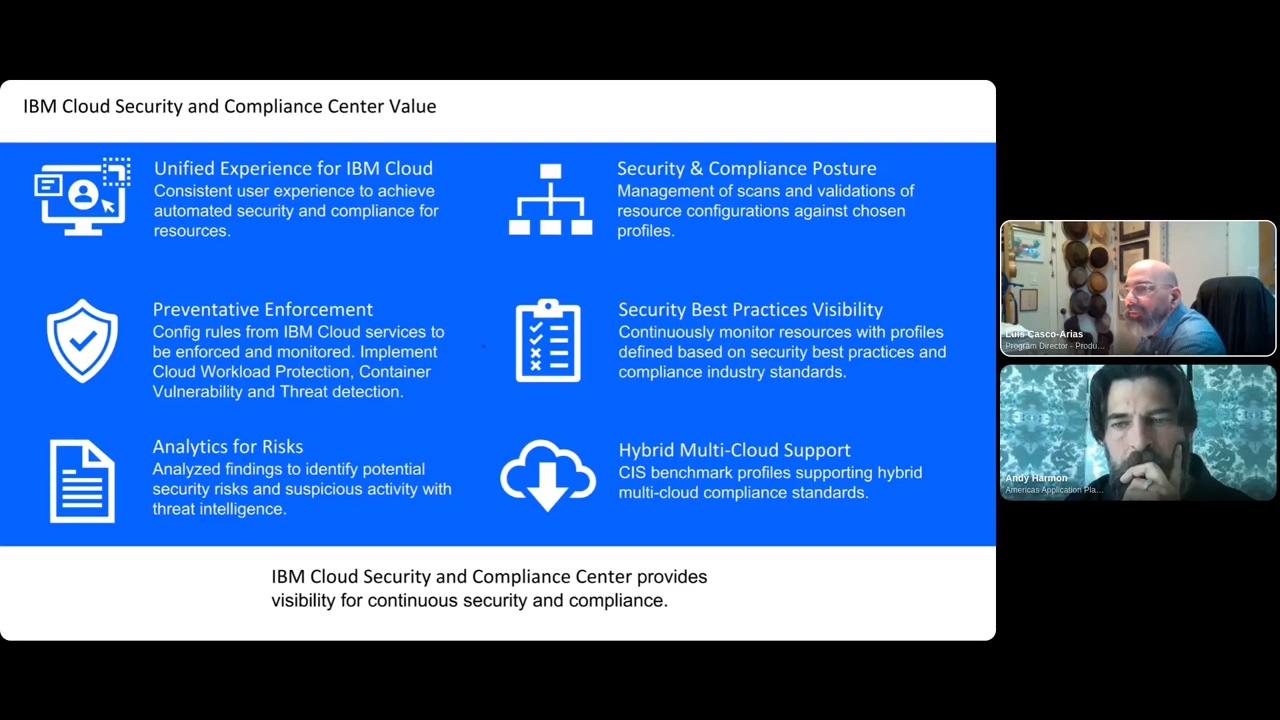 IBM Cloud Security and Compliance Center Value
Unified Experience for IBM Cloud
Consistent user experience to achieve
automated security and compliance for
resources.
Security & Compliance Posture
Management of scans and validations of
resource configurations against chosen
profiles.
Preventative Enforcement
Config rules from IBM Cloud services to
be enforced and monitored. Implement
Cloud Workload Protection, Container
Vulnerability and Threat detection.
Security Best Practices Visibility
Continuously monitor resources with profiles
defined based on security best practices and
compliance industry standards.
Analytics for Risks
Analyzed findings to identify potential
security risks and suspicious activity with
threat intelligence.
Hybrid Multi-Cloud Support
CIS benchmark profiles supporting hybrid
multi-cloud compliance standards.
IBM Cloud Security and Compliance Center provides
visibility for continuous security and compliance.
Luis Casco-Arias
Program Director - Produ...
Andy Harmon
Americas Application Pla...